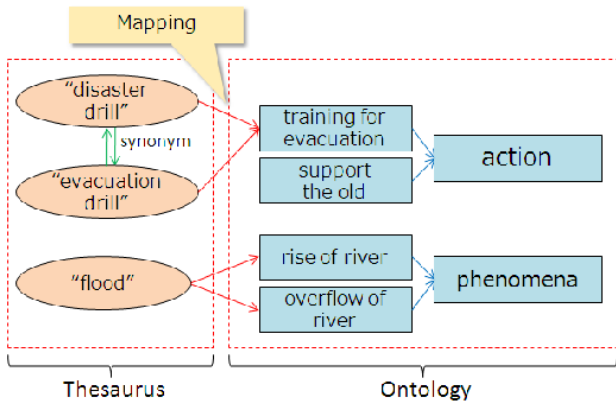 Mapping
“disaster
drill”
synonym
“evacuation
drill”
“flood”
training for
evacuation
support
the old
action
rise of river
overflow of
river
phenomena
Thesaurus
Ontology